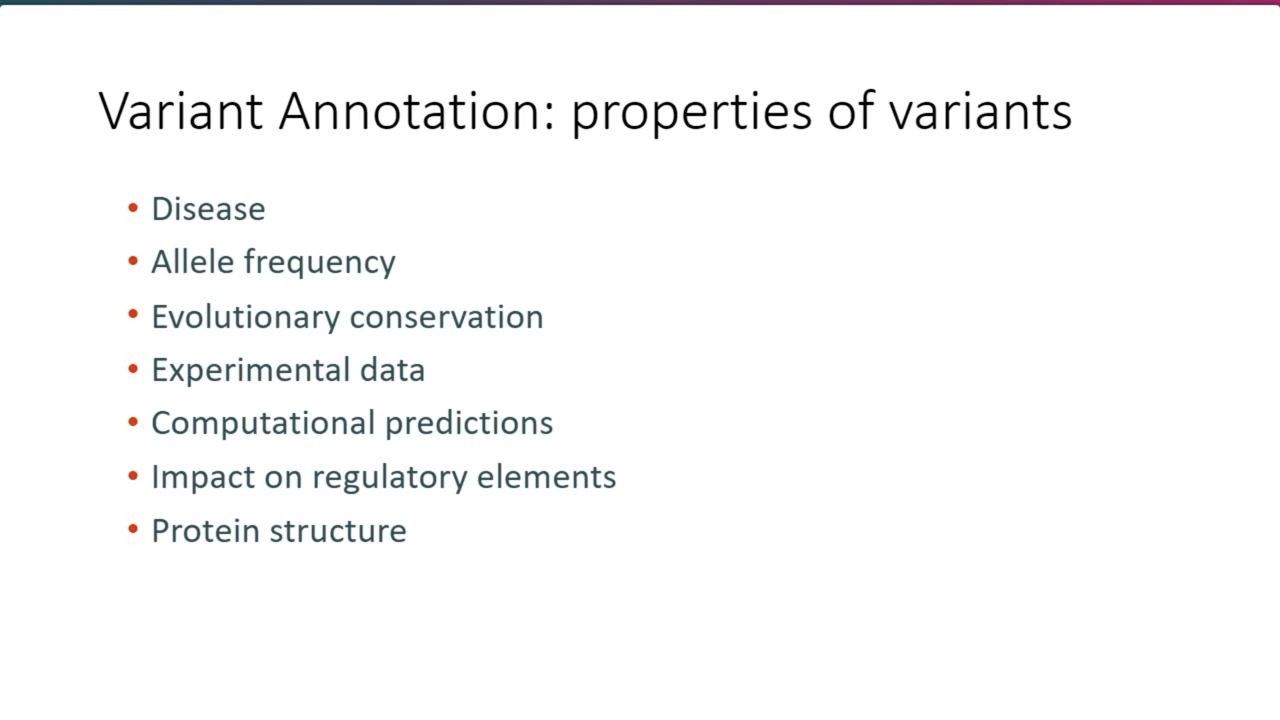 Variant Annotation: properties of variants
• Disease
• Allele frequency
• Evolutionary conservation
• Experimental data
• Computational predictions
• Impact on regulatory elements
• Protein structure